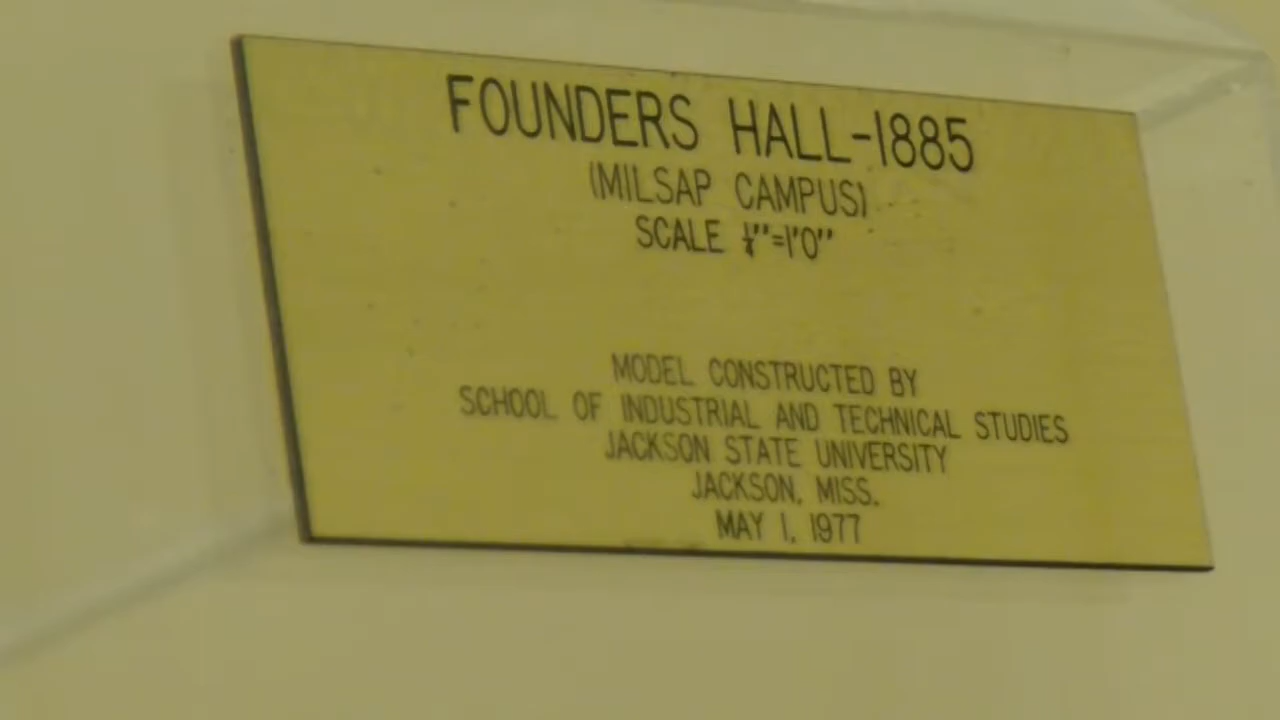 FOUNDERS HALL-1885
(MILSAP CAMPUS)
SCALE ¼"=1'0"
MODEL CONSTRUCTED BY
SCHOOL OF INDUSTRIAL AND TECHNICAL STUDIES
JACKSON STATE UNIVERSITY
JACKSON, MISS.
MAY 1, 1977